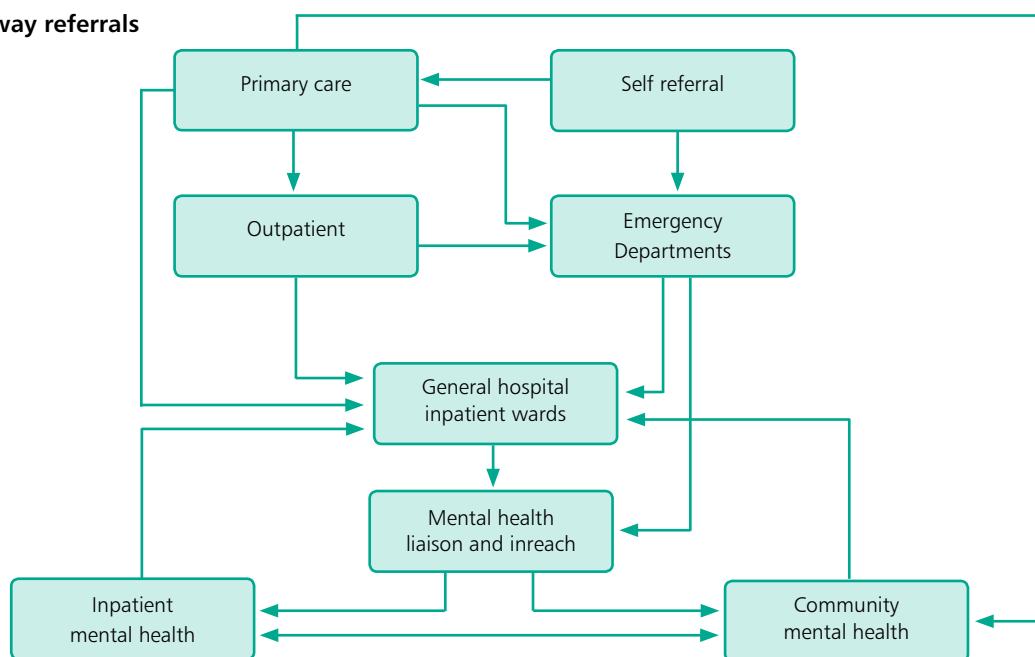 way referrals
Primary care
Self referral
Outpatient
Emergency
Departments
General hospital
inpatient wards
Mental health
liaison and inreach
Inpatient
mental health
Community
mental health